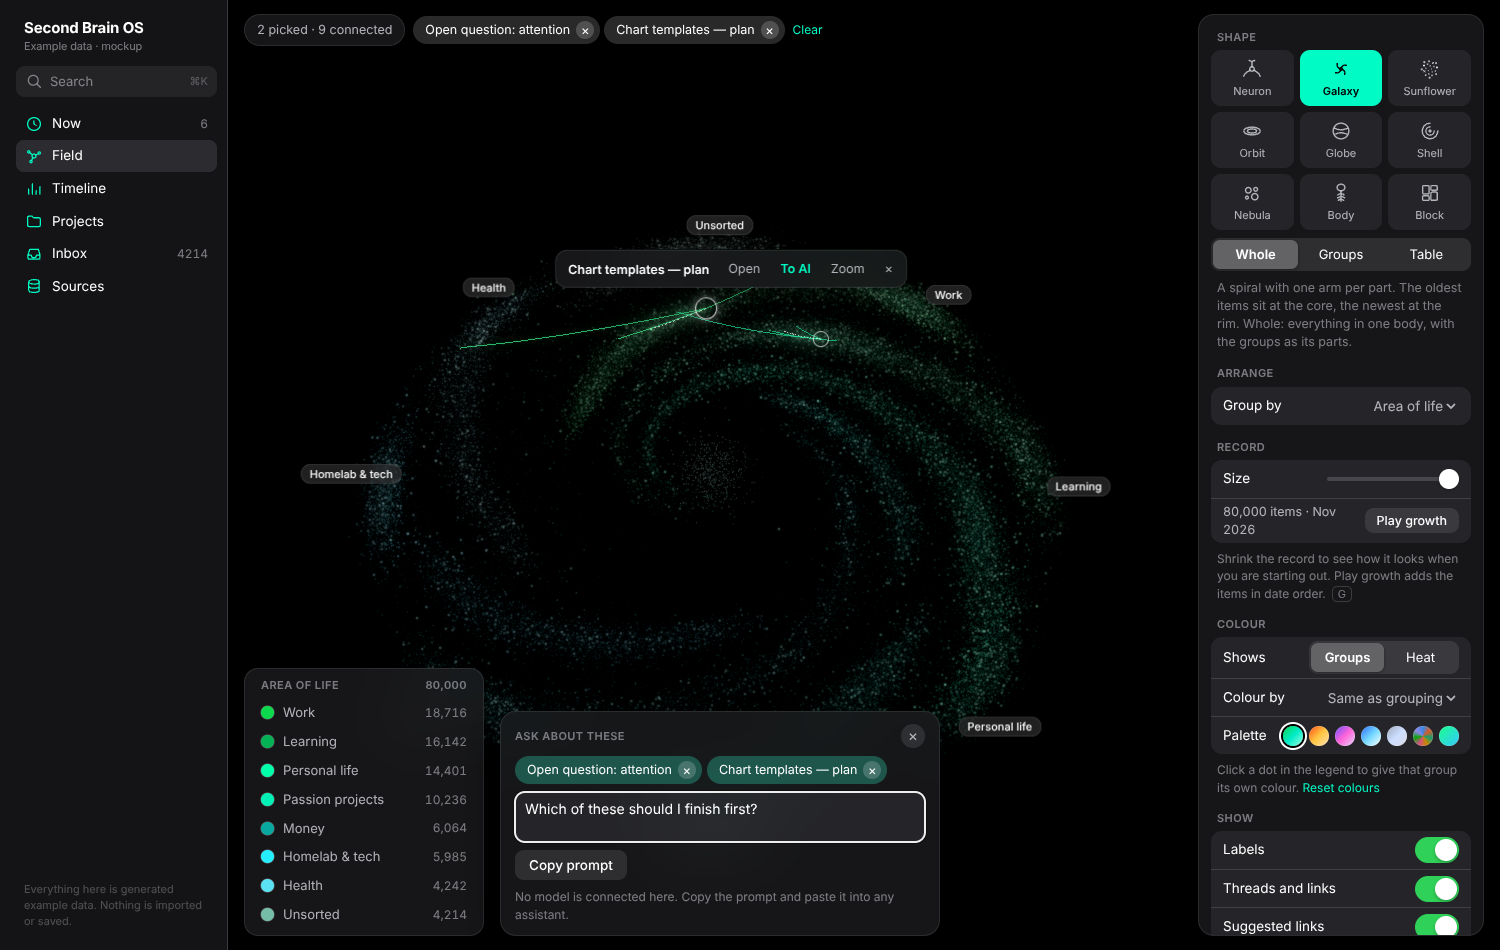 Second Brain OS
Example data · mockup
Search ⌘K
Now 6
Field
Timeline
Projects
Inbox 4214
Sources
Everything here is generated
example data. Nothing is imported
or saved.
2 picked · 9 connected
Open question: attention ×
Chart templates — plan ×
Clear
Unsorted
Chart templates — plan Open To AI Zoom ×
Health
Work
Homelab & tech
Learning
Personal life
AREA OF LIFE 80,000
Work 18,716
Learning 16,142
Personal life 14,401
Passion projects 10,236
Money 6,064
Homelab & tech 5,985
Health 4,242
Unsorted 4,214
ASK ABOUT THESE ×
Open question: attention × Chart templates — plan ×
Which of these should I finish first?
Copy prompt
No model is connected here. Copy the prompt and paste it into any
assistant.
SHAPE
Neuron Galaxy Sunflower
Orbit Globe Shell
Nebula Body Block
Whole Groups Table
A spiral with one arm per part. The oldest
items sit at the core, the newest at the
rim. Whole: everything in one body, with
the groups as its parts.
ARRANGE
Group by Area of life
RECORD
Size
80,000 items · Nov
2026
Play growth
Shrink the record to see how it looks when
you are starting out. Play growth adds the
items in date order. G
COLOUR
Shows Groups Heat
Colour by Same as grouping
Palette
Click a dot in the legend to give that group
its own colour. Reset colours
SHOW
Labels
Threads and links
Suggested links